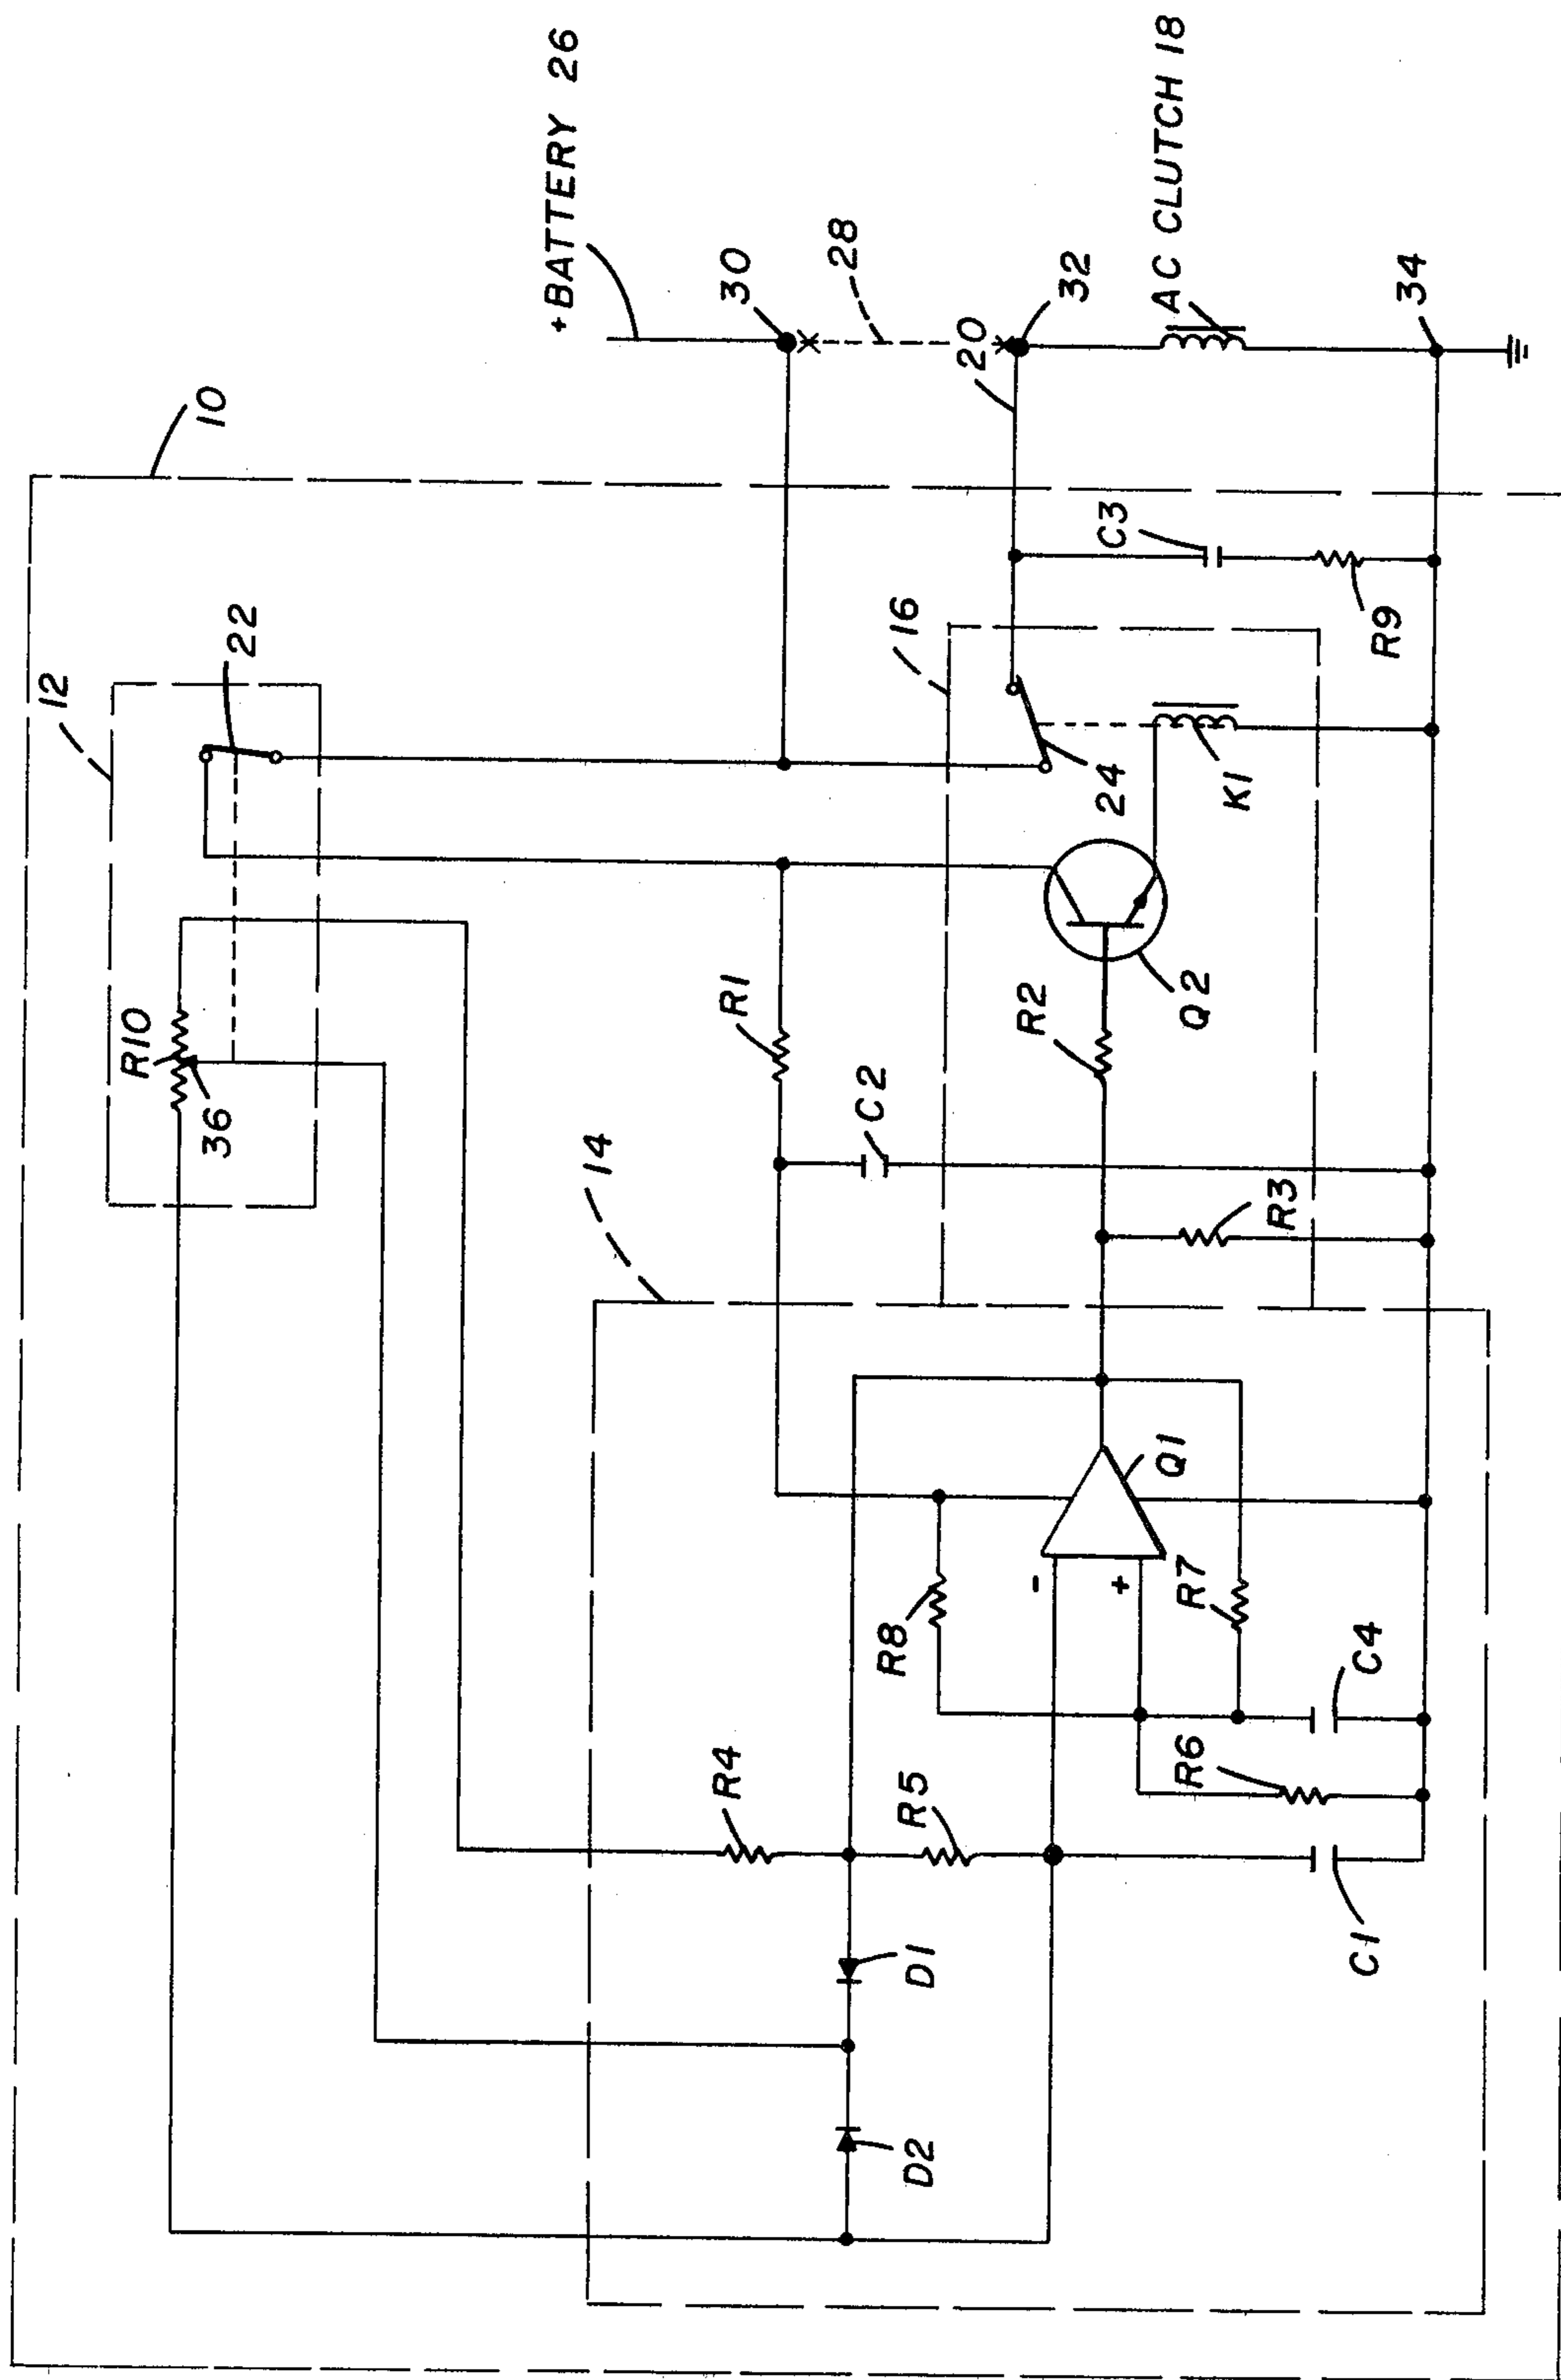 10
12
22
R10
36
+BATTERY 26
30
28
20
32
AC CLUTCH 18
34
C3
R9
16
24
K1
Q2
R1
R2
C2
R3
14
Q1
-
+
R8
R7
C4
R6
R4
R5
C1
D1
D2